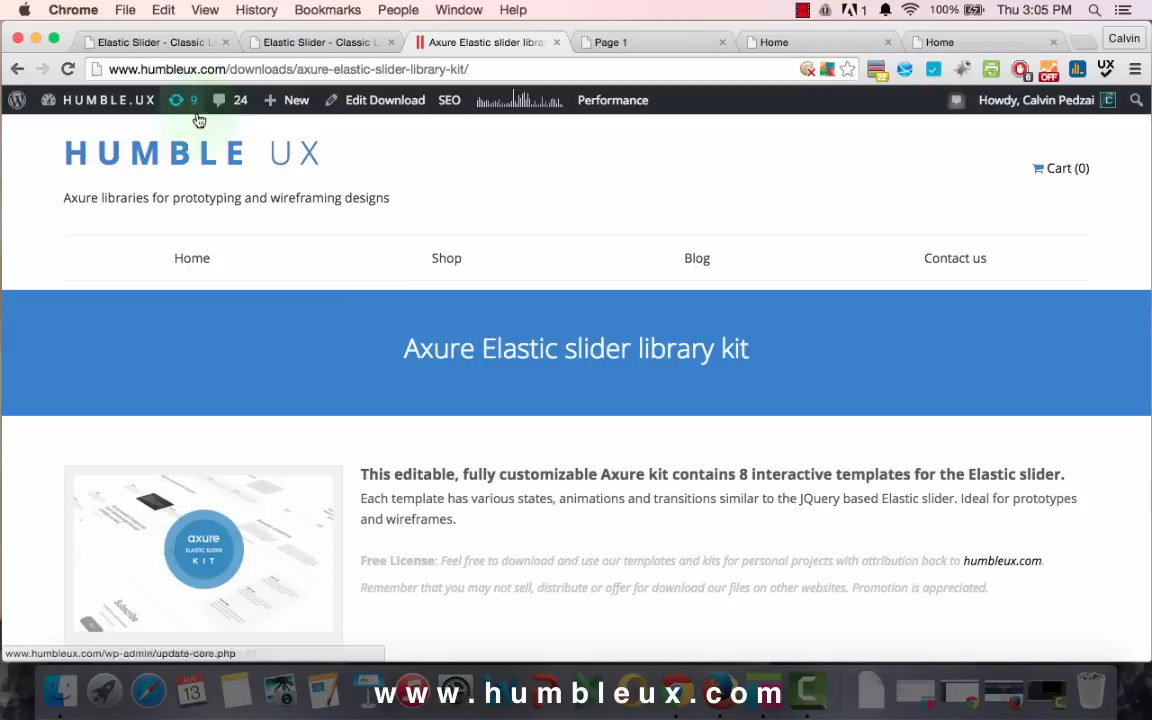 Chrome File Edit View History Bookmarks People Window Help 1 100% Thu 3:05 PM
Elastic Slider - Classic L Elastic Slider - Classic L Axure Elastic slider libra Page 1 Home Home Calvin
www.humbleux.com/downloads/axure-elastic-slider-library-kit/
HUMBLE.UX 9 24 New Edit Download SEO Performance Howdy, Calvin Pedzai
HUMBLE UX
Cart (0)
Axure libraries for prototyping and wireframing designs
Home Shop Blog Contact us
Axure Elastic slider library kit
This editable, fully customizable Axure kit contains 8 interactive templates for the Elastic slider.
Each template has various states, animations and transitions similar to the JQuery based Elastic slider. Ideal for prototypes
and wireframes.
axure
ELASTIC SLIDER
KIT
Free License: Feel free to download and use our templates and kits for personal projects with attribution back to humbleux.com.
Remember that you may not sell, distribute or offer for download our files on other websites. Promotion is appreciated.
Subscribe
www.humbleux.com/wp-admin/update-core.php
AUG
13
www.humbleux.com